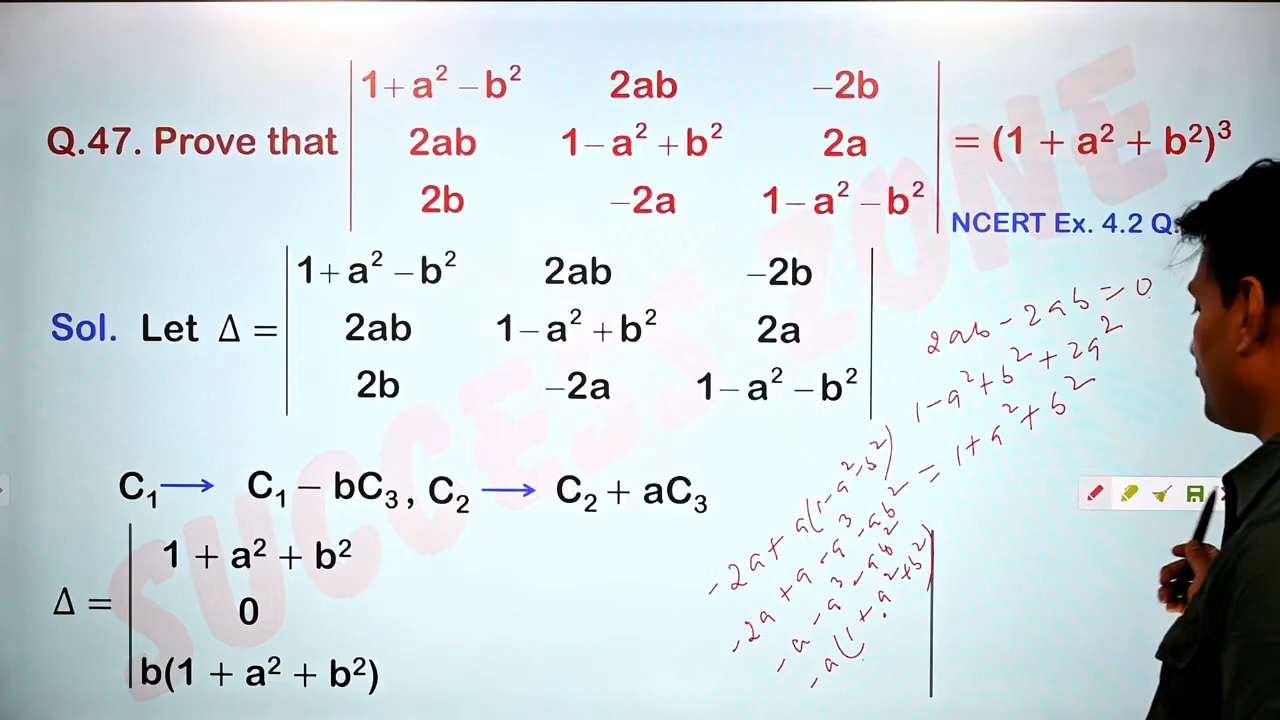 Q.47. Prove that | 1+a² −b² 2ab −2b |
| 2ab 1−a² +b² 2a | = (1 + a² + b²)³
| 2b −2a 1−a² −b² |
NCERT Ex. 4.2 Q.
Sol. Let Δ = | 1+a² −b² 2ab −2b |
| 2ab 1−a² +b² 2a |
| 2b −2a 1−a² −b² |
2ab − 2ab = 0
1−a²+b²+2a²
= 1+a²+b²
C₁ → C₁ − bC₃ , C₂ → C₂ + aC₃
−2a + a(1−a²−b²)
−2a + a −a³ −ab²
−a −a³ −ab²
−a(1+a²+b²)
Δ = | 1 + a² + b²
0
b(1 + a² + b²) |
SUCCESS ZONE